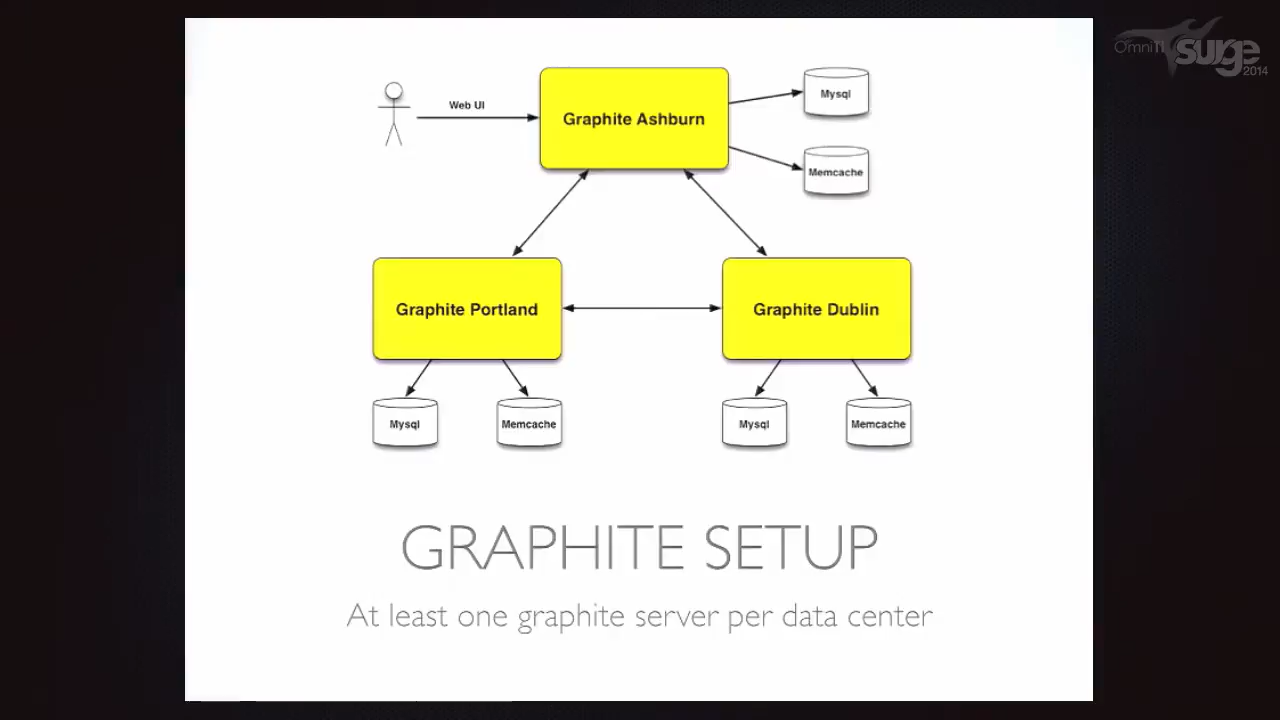 OmniTI
surge
2014
Web UI
Graphite Ashburn
Mysql
Memcache
Graphite Portland
Graphite Dublin
Mysql
Memcache
Mysql
Memcache
GRAPHITE SETUP
At least one graphite server per data center